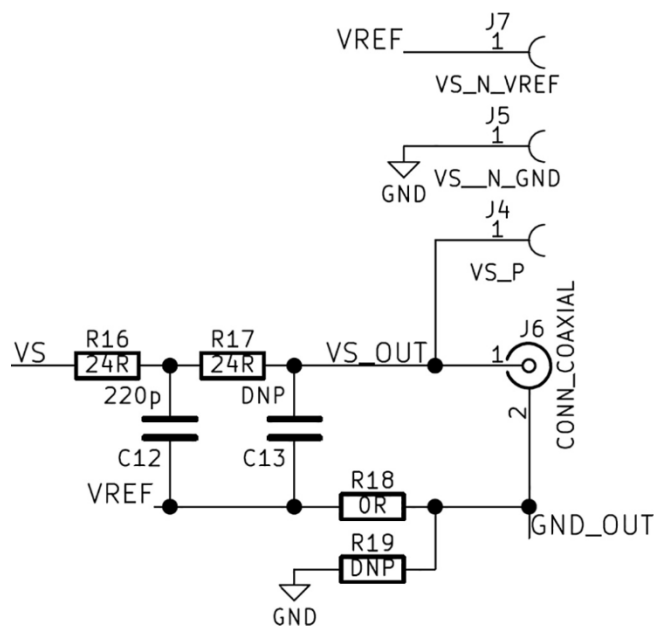 J7
VREF 1
VS_N_VREF
J5
1
GND
VS__N_GND
J4
1
VS_P
R16 R17
VS 24R 24R VS_OUT 1 J6
CONN_COAXIAL
220p DNP
2
C12 C13
VREF R18
0R
GND_OUT
R19
DNP
GND